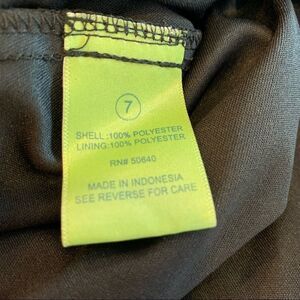 7
SHELL:100% POLYESTER
LINING:100% POLYESTER
RN# 50640
MADE IN INDONESIA
SEE REVERSE FOR CARE